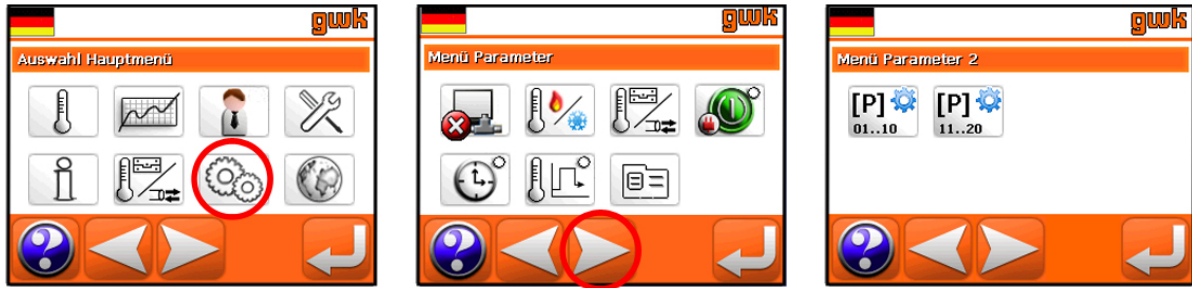 gwk
Auswahl Hauptmenü
?
gwk
Menü Parameter
?
gwk
Menü Parameter 2
[P] [P]
01..10 11..20
?